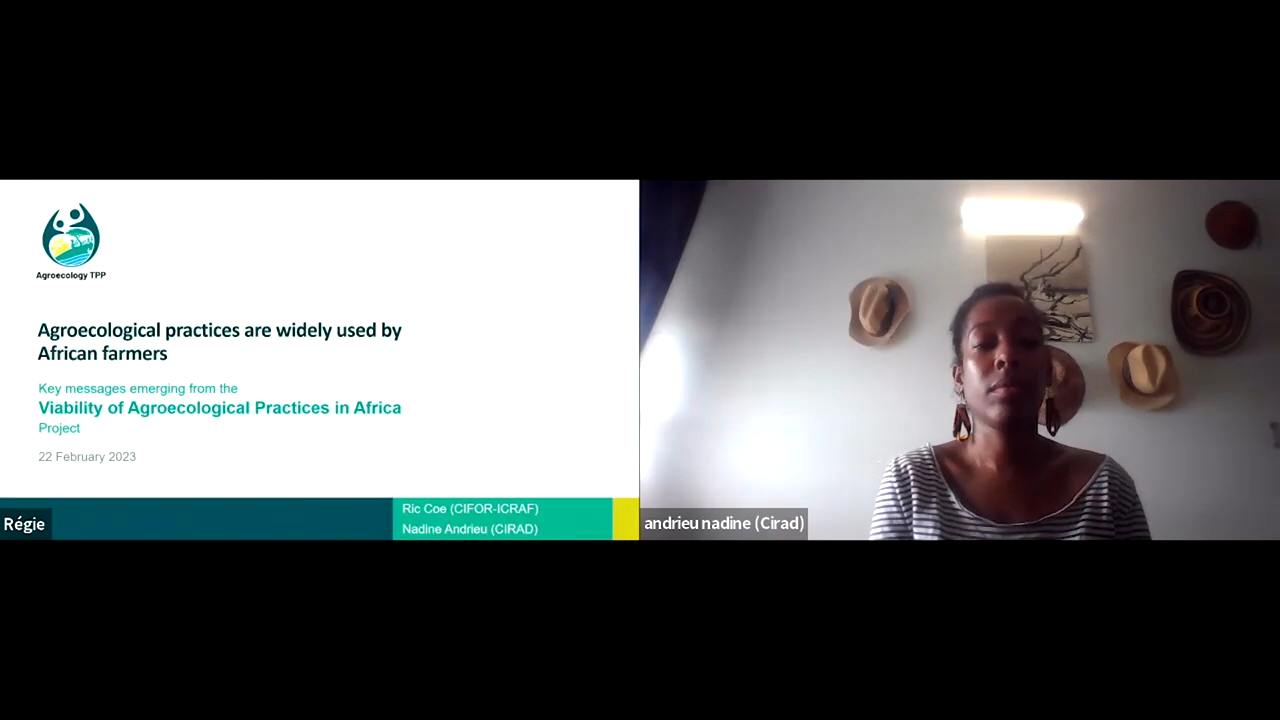 Agroecology TPP
Agroecological practices are widely used by
African farmers
Key messages emerging from the
Viability of Agroecological Practices in Africa
Project
22 February 2023
Ric Coe (CIFOR-ICRAF)
Nadine Andrieu (CIRAD)
Régie
andrieu nadine (Cirad)